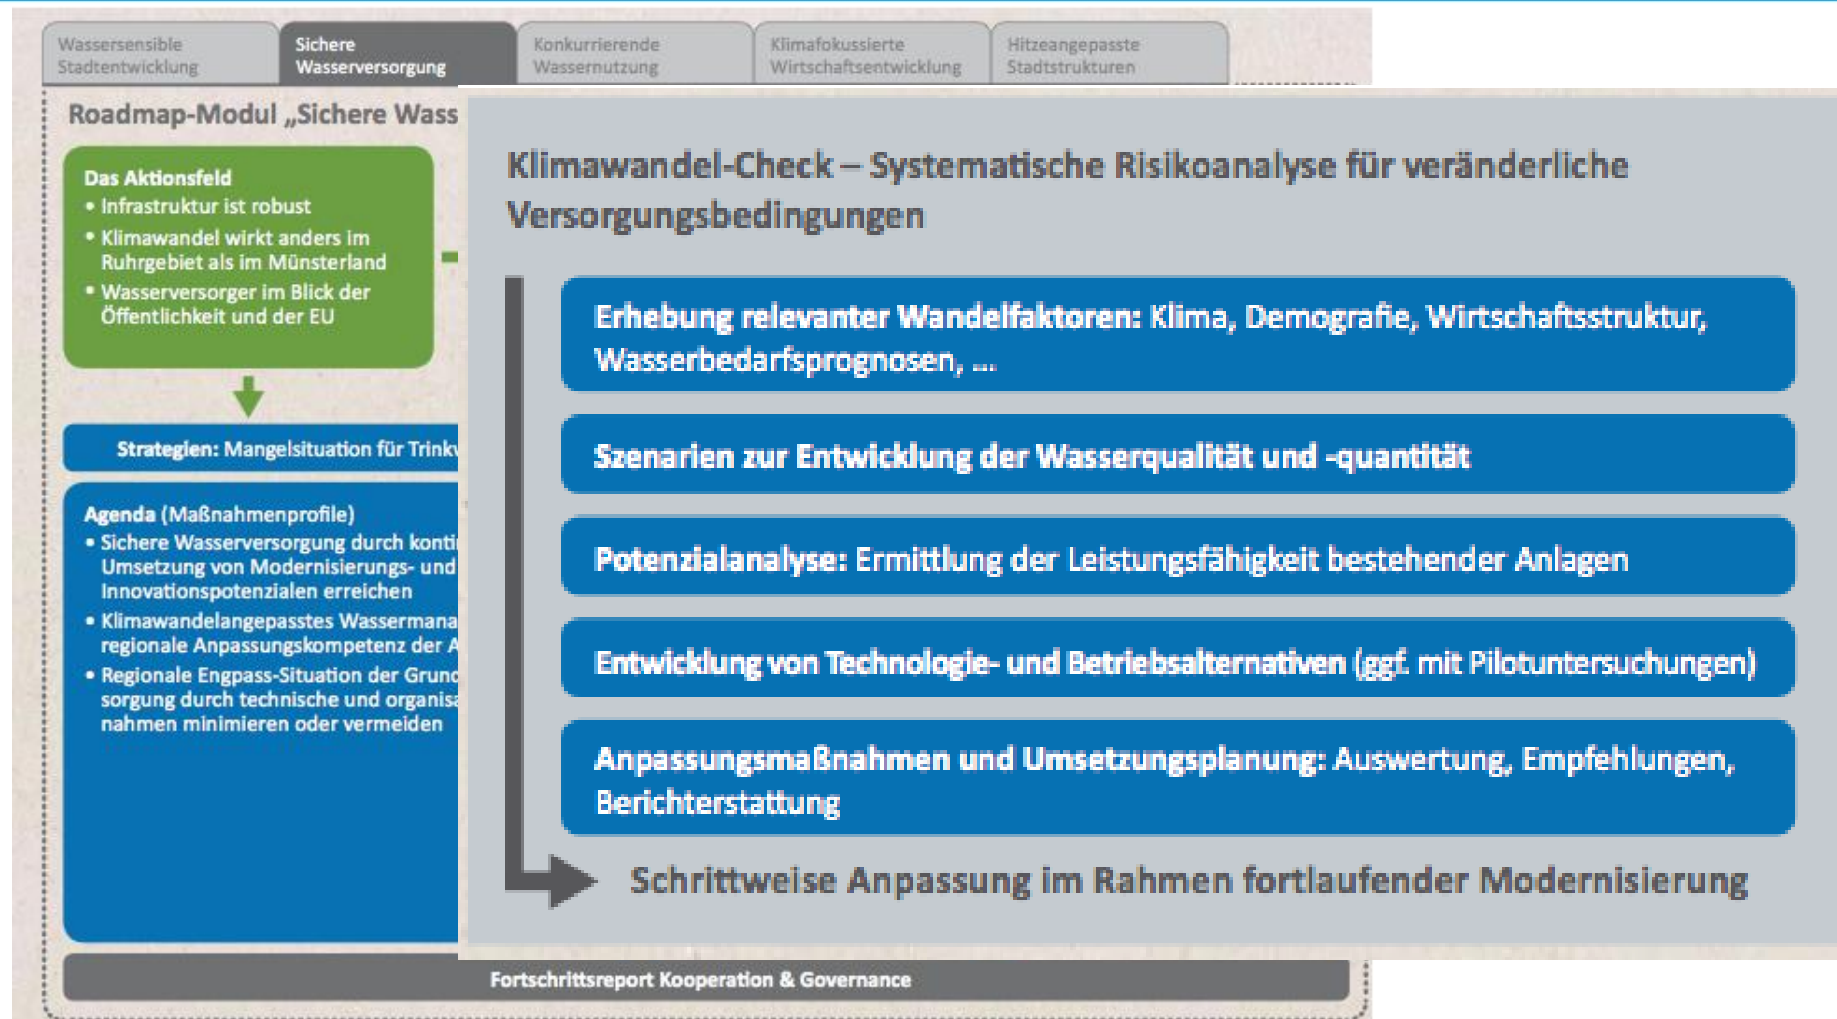 Wassersensible
Stadtentwicklung
Sichere
Wasserversorgung
Konkurrierende
Wassernutzung
Klimafokussierte
Wirtschaftsentwicklung
Hitzeangepasste
Stadtstrukturen
Roadmap-Modul „Sichere Wass
Das Aktionsfeld
• Infrastruktur ist robust
• Klimawandel wirkt anders im
Ruhrgebiet als im Münsterland
• Wasserversorger im Blick der
Öffentlichkeit und der EU
Strategien: Mangelsituation für Trinkv
Agenda (Maßnahmenprofile)
• Sichere Wasserversorgung durch konti
Umsetzung von Modernisierungs- und
Innovationspotenzialen erreichen
• Klimawandelangepasstes Wassermana
regionale Anpassungskompetenz der A
• Regionale Engpass-Situation der Grund
sorgung durch technische und organisa
nahmen minimieren oder vermeiden
Klimawandel-Check – Systematische Risikoanalyse für veränderliche
Versorgungsbedingungen
Erhebung relevanter Wandelfaktoren: Klima, Demografie, Wirtschaftsstruktur,
Wasserbedarfsprognosen, ...
Szenarien zur Entwicklung der Wasserqualität und -quantität
Potenzialanalyse: Ermittlung der Leistungsfähigkeit bestehender Anlagen
Entwicklung von Technologie- und Betriebsalternativen (ggf. mit Pilotuntersuchungen)
Anpassungsmaßnahmen und Umsetzungsplanung: Auswertung, Empfehlungen,
Berichterstattung
Schrittweise Anpassung im Rahmen fortlaufender Modernisierung
Fortschrittsreport Kooperation & Governance